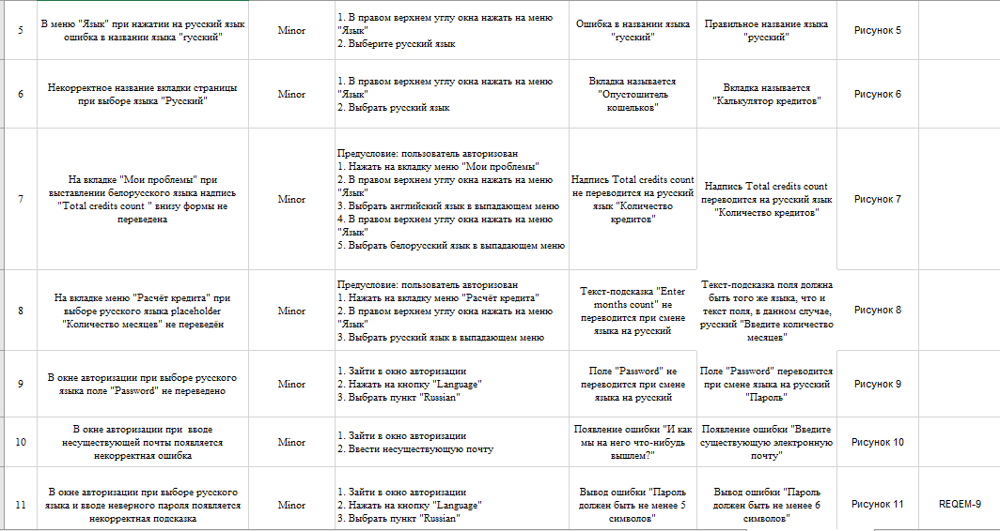 5
В меню "Язык" при нажатии на русский язык
ошибка в названии языка "гусский"
Minor
1. В правом верхнем углу окна нажать на меню
"Язык"
2. Выберите русский язык
Ошибка в названии языка
"гусский"
Правильное название языка
"русский"
Рисунок 5
6
Некорректное название вкладки страницы
при выборе языка "Русский"
Minor
1. В правом верхнем углу окна нажать на меню
"Язык"
2. Выбрать русский язык
Вкладка называется
"Опустошитель
кошельков"
Вкладка называется
"Калькулятор кредитов"
Рисунок 6
7
На вкладке "Мои проблемы" при
выставлении белорусского языка надпись
"Total credits count " внизу формы не
переведена
Minor
Предусловие: пользователь авторизован
1. Нажать на вкладку меню "Мои проблемы"
2. В правом верхнем углу окна нажать на меню
"Язык"
3. Выбрать английский язык в выпадающем меню
4. В правом верхнем углу окна нажать на меню
"Язык"
5. Выбрать белорусский язык в выпадающем меню
Надпись Total credits count
не переводится на русский
язык "Количество
кредитов"
Надпись Total credits count
переводится на русский язык
"Количество кредитов"
Рисунок 7
8
На вкладке меню "Расчёт кредита" при
выборе русского языка placeholder
"Количество месяцев" не переведён
Minor
Предусловие: пользователь авторизован
1. Нажать на вкладку меню "Расчёт кредита"
2. В правом верхнем углу окна нажать на меню
"Язык"
3. Выбрать русский язык в выпадающем меню
Текст-подсказка "Enter
months count" не
переводится при смене
языка на русский
Текст-подсказка поля должна
быть того же языка, что и
текст поля, в данном случае,
русский "Введите количество
месяцев"
Рисунок 8
9
В окне авторизации при выборе русского
языка поле "Password" не переведено
Minor
1. Зайти в окно авторизации
2. Нажать на кнопку "Language"
3. Выбрать пункт "Russian"
Поле "Password" не
переводится при смене
языка на русский
Поле "Password" переводится
при смене языка на русский
"Пароль"
Рисунок 9
10
В окне авторизации при  вводе
несуществующей почты появляется
некорректная ошибка
Minor
1. Зайти в окно авторизации
2. Ввести несуществующую почту
Появление ошибки "И как
мы на него что-нибудь
вышлем?"
Появление ошибки "Введите
существующую электронную
почту"
Рисунок 10
11
В окне авторизации при выборе русского
языка и вводе неверного пароля появляется
некорректная подсказка
Minor
1. Зайти в окно авторизации
2. Нажать на кнопку "Language"
3. Выбрать пункт "Russian"
Вывод ошибки "Пароль
должен быть не менее 5
символов"
Вывод ошибки "Пароль
должен быть не менее 6
символов"
Рисунок 11
REQEM-9